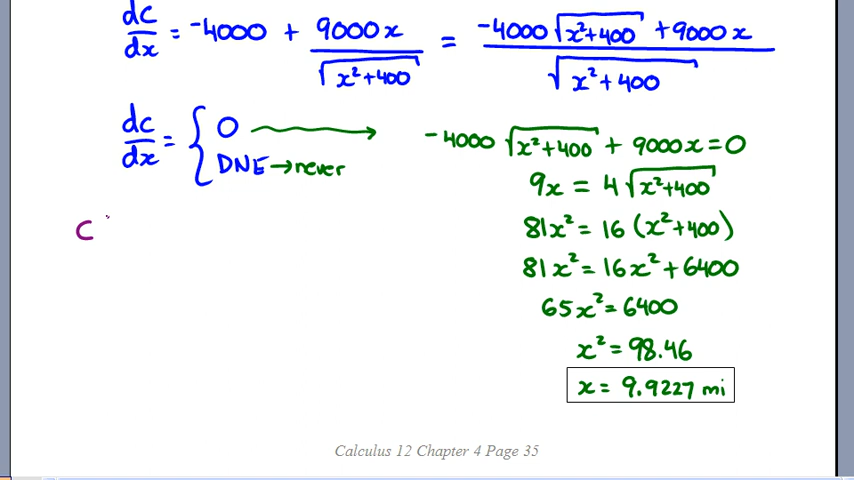 dc/dx = -4000 + 9000x/√(x²+400) = (-4000√(x²+400) + 9000x)/√(x²+400)
dc/dx = { 0 → -4000√(x²+400) + 9000x = 0
DNE → never
9x = 4√(x²+400)
81x² = 16(x²+400)
81x² = 16x² + 6400
65x² = 6400
x² = 98.46
x = 9.9227 mi
C
Calculus 12 Chapter 4 Page 35